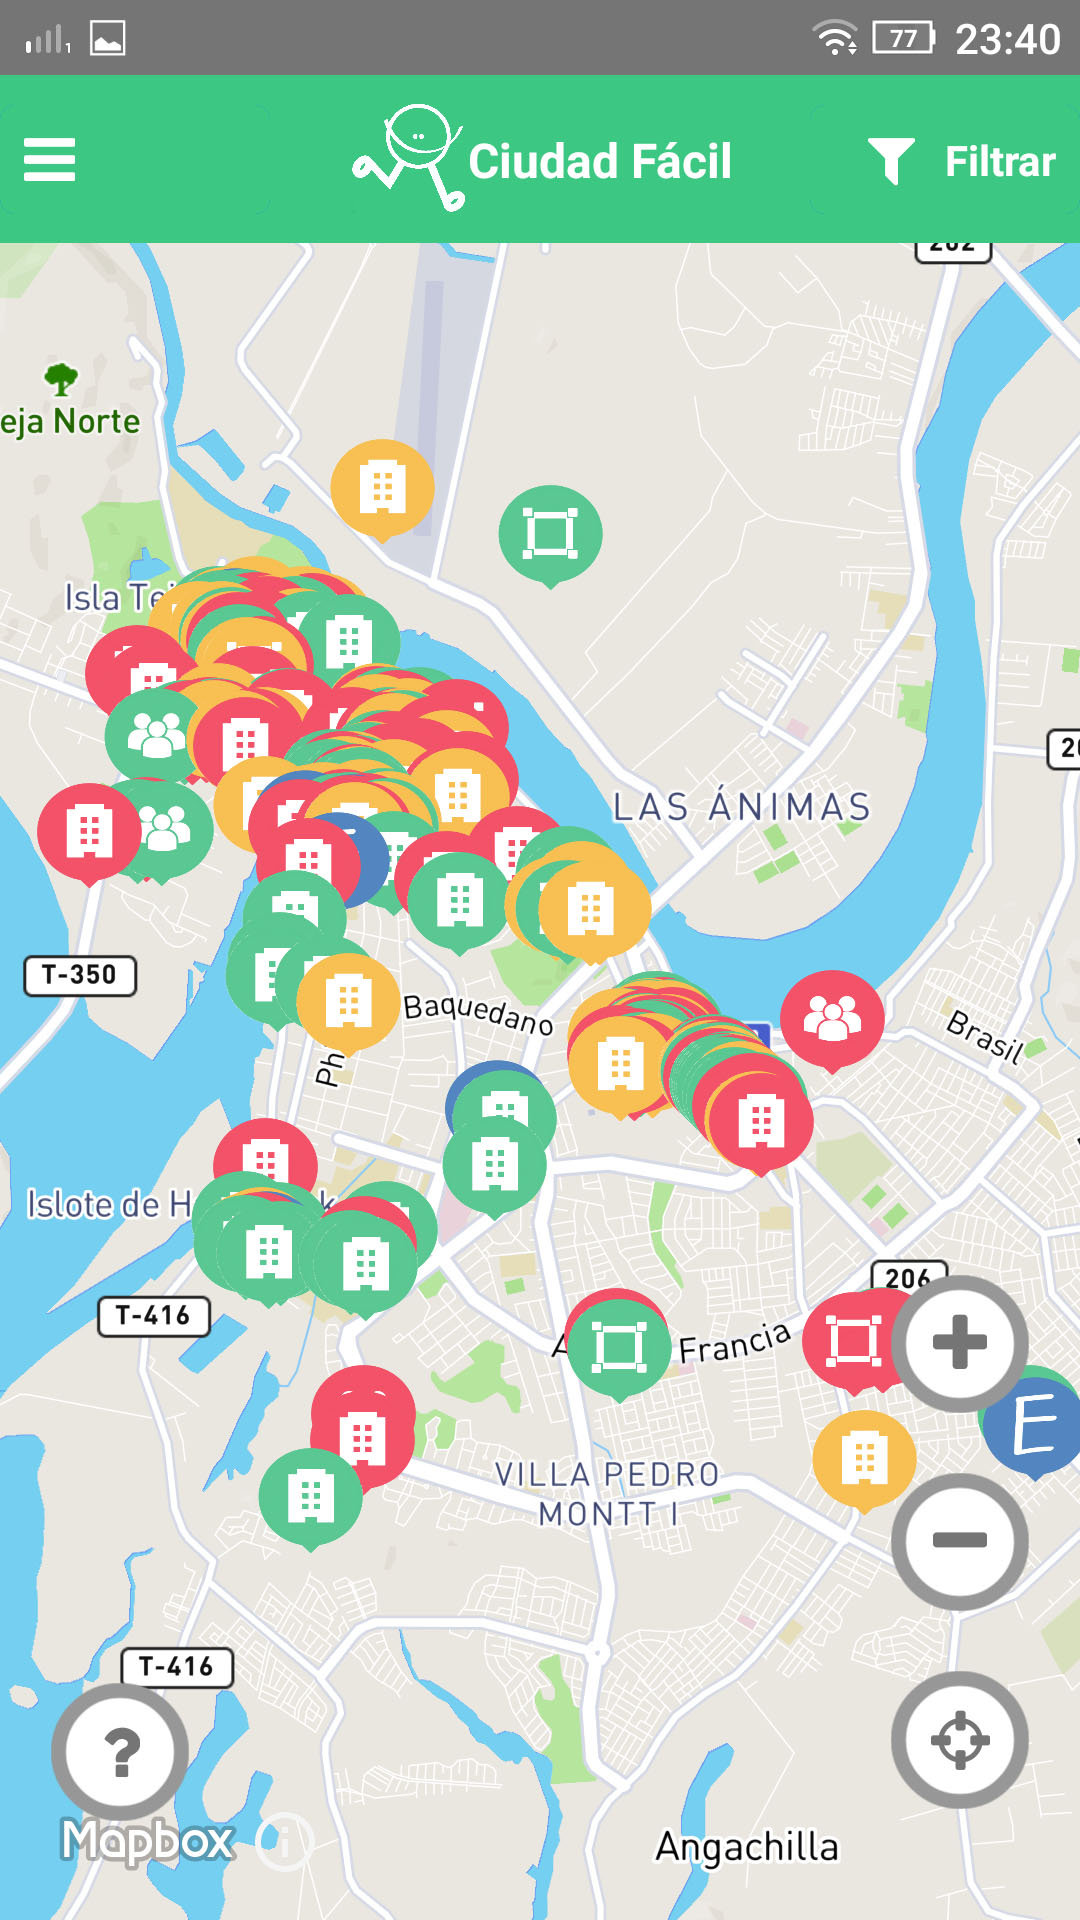 1
77
23:40
Ciudad Fácil
Filtrar
202
eja Norte
Isla Te
LAS ÁNIMAS
T-350
Baquedano
Ph
Brasil
Islote de H
k
T-416
206
A
Francia
E
VILLA PEDRO
MONTT I
T-416
?
Mapbox
i
Angachilla